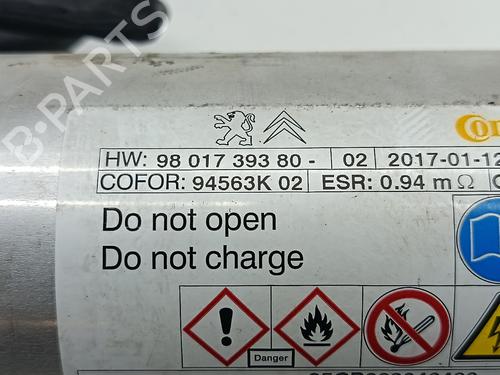 HW: 98 017 393 80 - 02 2017-01-12
COFOR: 94563K 02 ESR: 0.94 m Ω
Do not open
Do not charge
Danger
B-PARTS